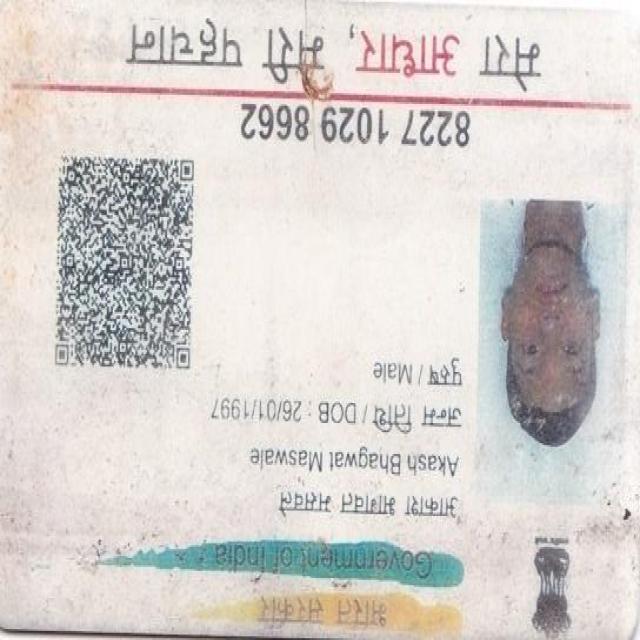 भारत सरकार
Government of India
आकाश भागवत मसवले
Akash Bhagwat Maswale
जन्म तिथि / DOB : 26/01/1997
पुरुष / Male
8227 1029 8662
मेरा आधार, मेरी पहचान